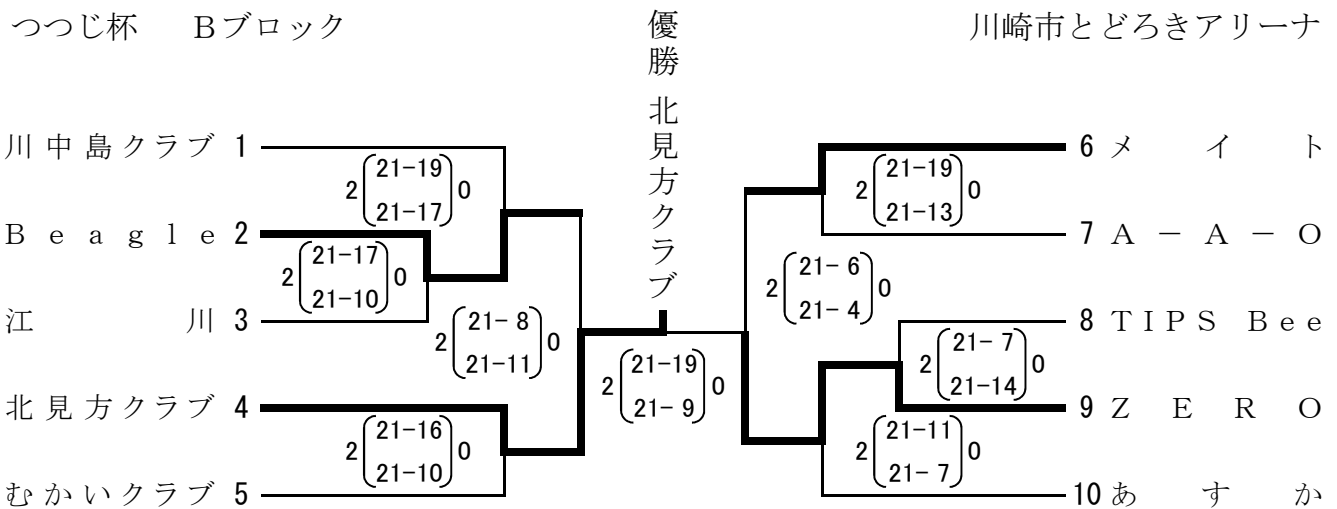 つつじ杯 Bブロック
優勝 北見方クラブ
川崎市とどろきアリーナ
川中島クラブ 1
2 21-19 0
21-17
Beagle 2
2 21-17 0
21-10
江川 3
2 21- 8 0
21-11
北見方クラブ 4
2 21-16 0
21-10
むかいクラブ 5
2 21-19 0
21- 9
6 メイト
2 21-19 0
21-13
7 A-A-O
2 21- 6 0
21- 4
8 TIPS Bee
2 21- 7 0
21-14
9 ZERO
2 21-11 0
21- 7
10 あすか